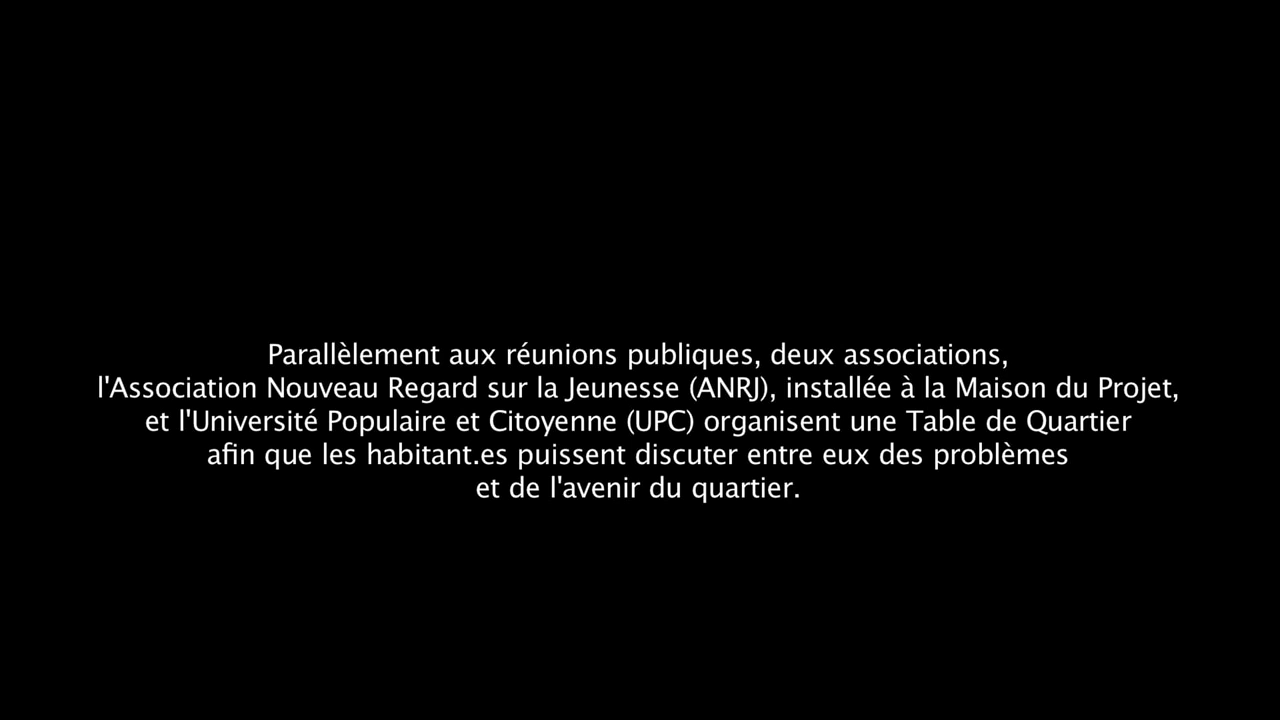 Parallèlement aux réunions publiques, deux associations,
l'Association Nouveau Regard sur la Jeunesse (ANRJ), installée à la Maison du Projet,
et l'Université Populaire et Citoyenne (UPC) organisent une Table de Quartier
afin que les habitant.es puissent discuter entre eux des problèmes
et de l'avenir du quartier.